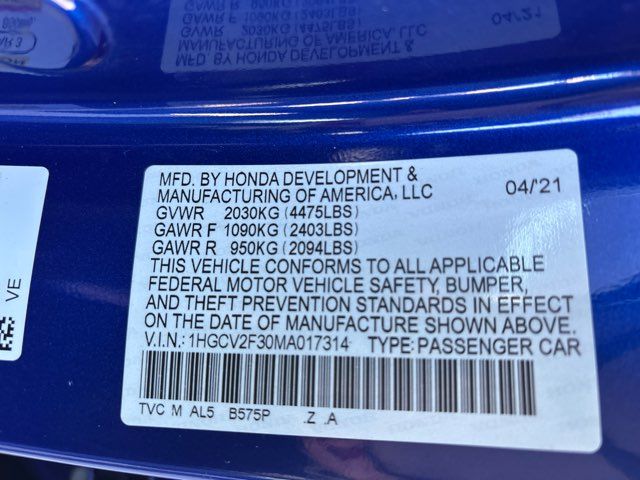 MFD. BY HONDA DEVELOPMENT &
MANUFACTURING OF AMERICA, LLC 04/'21
GVWR 2030KG (4475LBS)
GAWR F 1090KG (2403LBS)
GAWR R 950KG (2094LBS)
THIS VEHICLE CONFORMS TO ALL APPLICABLE
FEDERAL MOTOR VEHICLE SAFETY, BUMPER,
AND THEFT PREVENTION STANDARDS IN EFFECT
ON THE DATE OF MANUFACTURE SHOWN ABOVE.
V.I.N.: 1HGCV2F30MA017314 TYPE: PASSENGER CAR
TVC M AL5 B575P .Z .A
VE